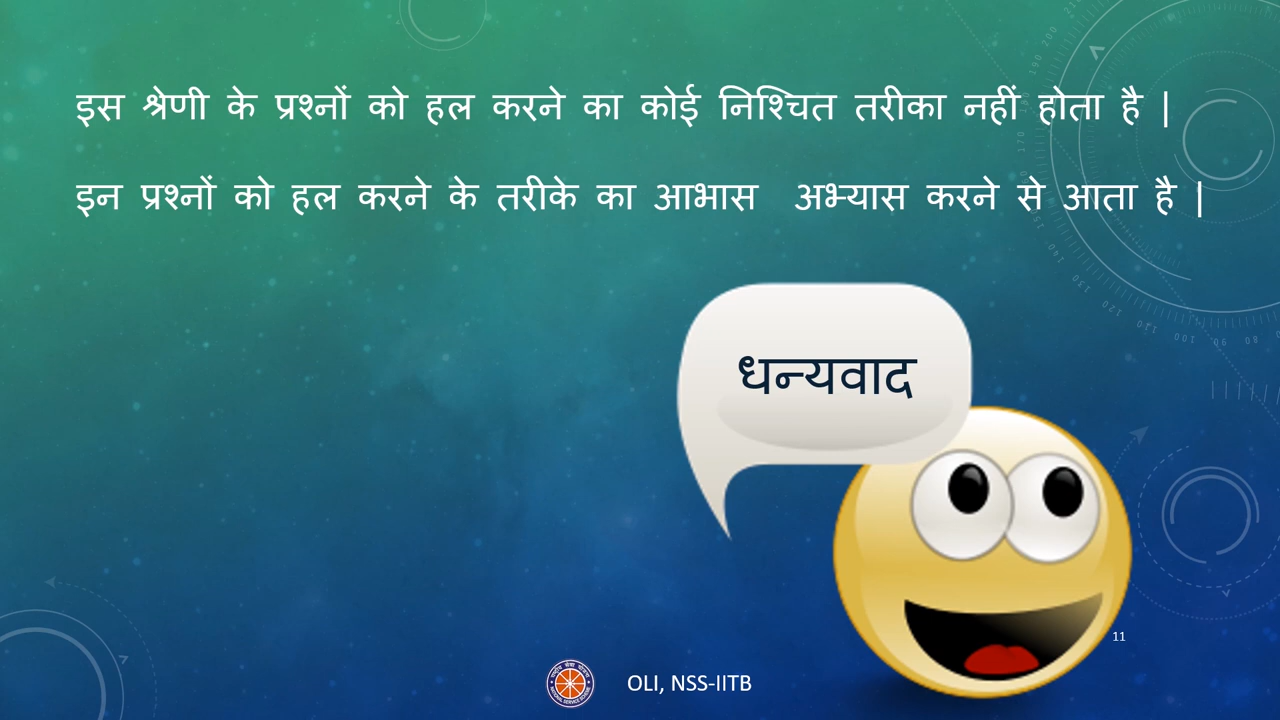 इस श्रेणी के प्रश्नों को हल करने का कोई निश्चित तरीका नहीं होता है |
इन प्रश्नों को हल करने के तरीके का आभास अभ्यास करने से आता है |
धन्यवाद
11
OLI, NSS-IITB